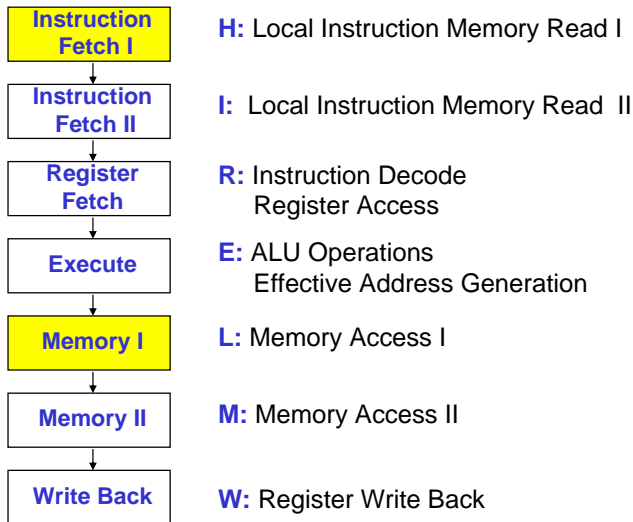 Instruction
Fetch I
H: Local Instruction Memory Read I
Instruction
Fetch II
I: Local Instruction Memory Read II
Register
Fetch
R: Instruction Decode
Register Access
Execute
E: ALU Operations
Effective Address Generation
Memory I
L: Memory Access I
Memory II
M: Memory Access II
Write Back
W: Register Write Back